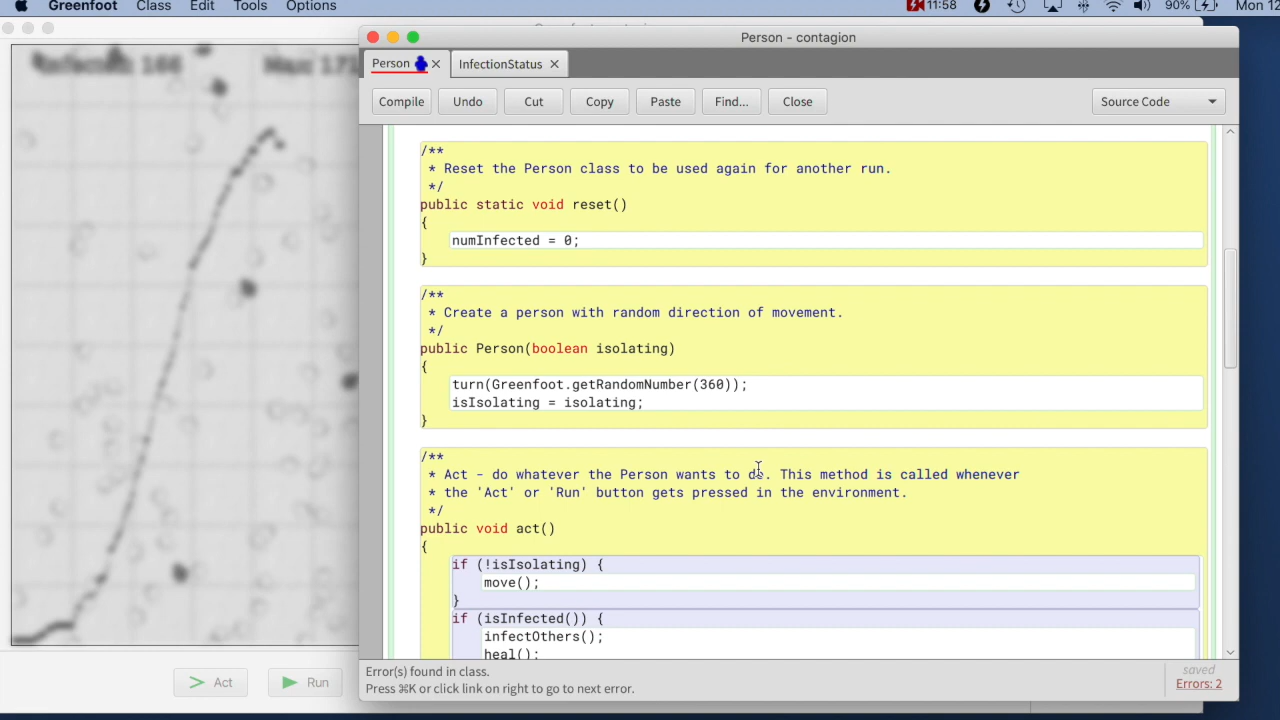 Greenfoot Class Edit Tools Options 11:58 90% Mon 12
Person - contagion
Person InfectionStatus
Compile Undo Cut Copy Paste Find... Close Source Code
Infected: 166 Max: 171
/**
* Reset the Person class to be used again for another run.
*/
public static void reset()
{
numInfected = 0;
}
/**
* Create a person with random direction of movement.
*/
public Person(boolean isolating)
{
turn(Greenfoot.getRandomNumber(360));
isIsolating = isolating;
}
/**
* Act - do whatever the Person wants to do. This method is called whenever
* the 'Act' or 'Run' button gets pressed in the environment.
*/
public void act()
{
if (!isIsolating) {
move();
}
if (isInfected()) {
infectOthers();
heal();
Act Run
Error(s) found in class.
Press ⌘K or click link on right to go to next error.
saved
Errors: 2